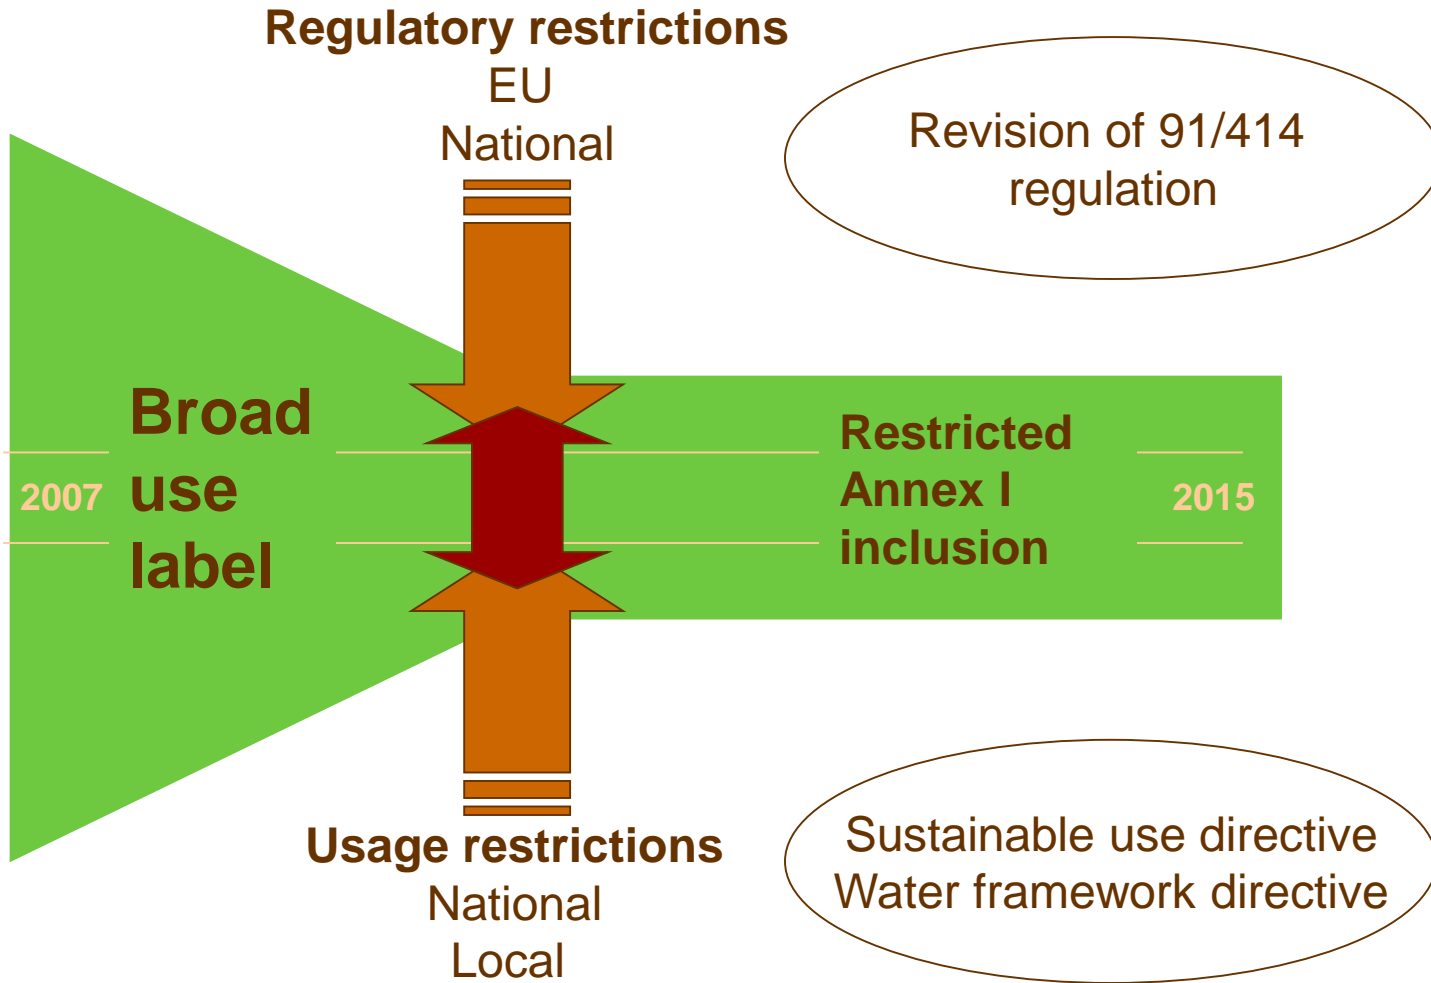 Regulatory restrictions
EU
National
Revision of 91/414
regulation
2007
Broad
use
label
Restricted
Annex I
inclusion
2015
Usage restrictions
National
Local
Sustainable use directive
Water framework directive